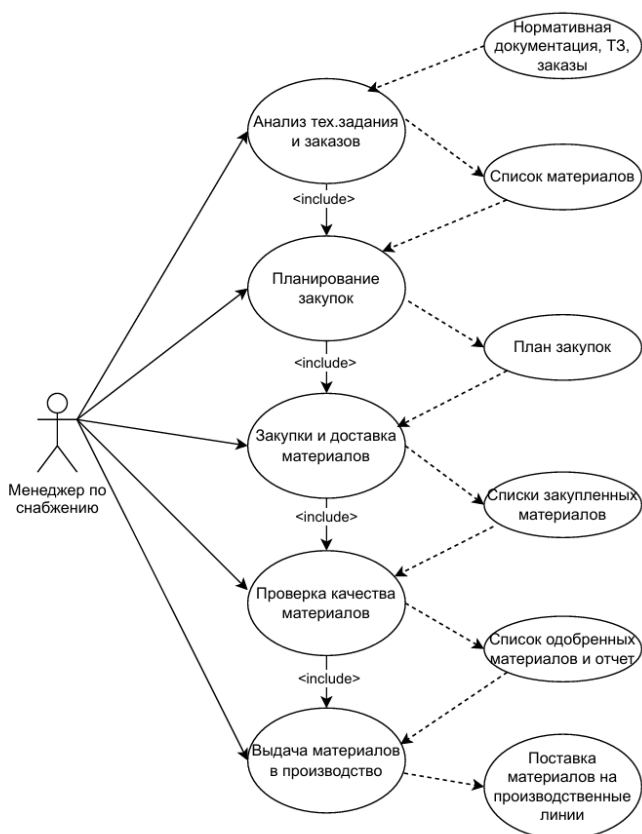 Нормативная
документация, ТЗ,
заказы
Анализ тех.задания
и заказов
Список материалов
<include>
Планирование
закупок
План закупок
<include>
Закупки и доставка
материалов
Менеджер по
снабжению
Списки закупленных
материалов
<include>
Проверка качества
материалов
Список одобренных
материалов и отчет
<include>
Выдача материалов
в производство
Поставка
материалов на
производственные
линии